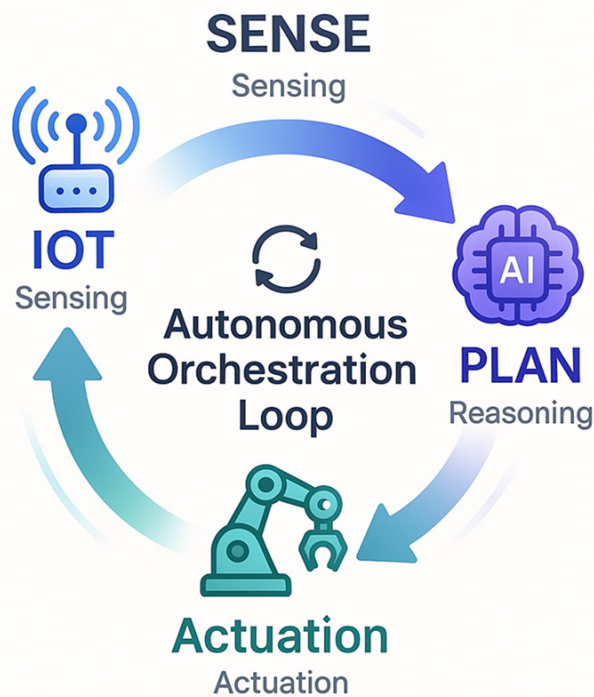 SENSE
Sensing
IOT
Sensing
AI
PLAN
Reasoning
Autonomous
Orchestration
Loop
Actuation
Actuation